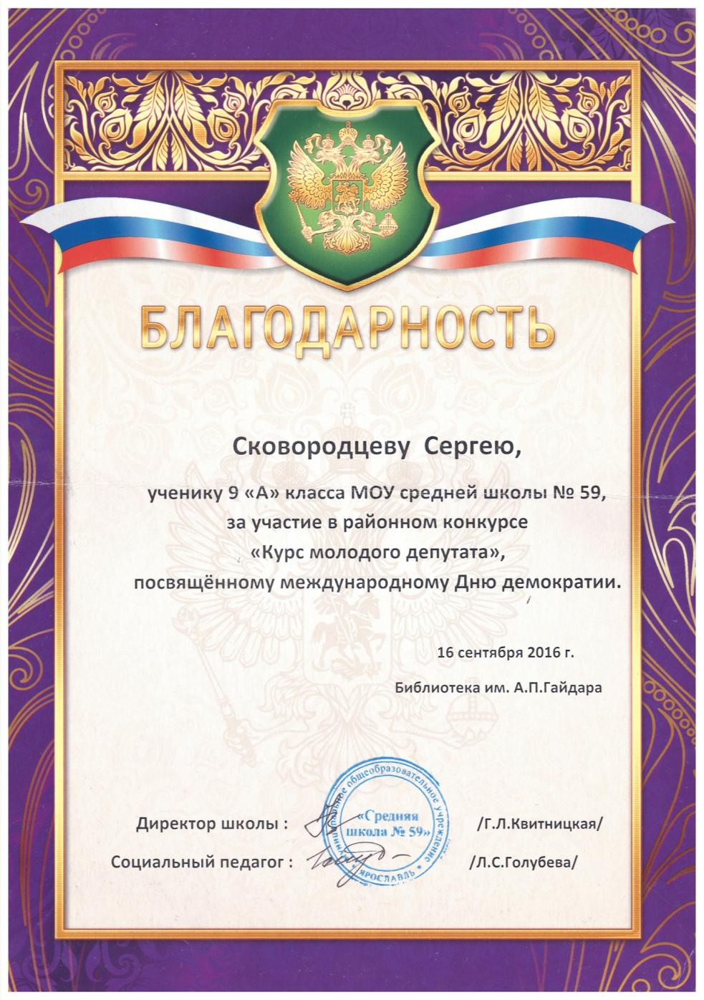 БЛАГОДАРНОСТЬ
Сковородцеву Сергею,
ученику 9 «А» класса МОУ средней школы № 59,
за участие в районном конкурсе
«Курс молодого депутата»,
посвящённому международному Дню демократии.
16 сентября 2016 г.
Библиотека им. А.П.Гайдара
Муниципальное общеобразовательное учреждение
«Средняя
школа № 59»
* ЯРОСЛАВЛЬ *
Директор школы : /Г.Л.Квитницкая/
Социальный педагог : /Л.С.Голубева/